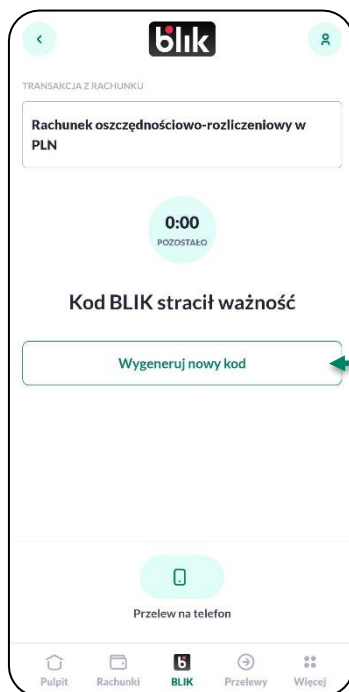 blik
TRANSAKCJA Z RACHUNKU
Rachunek oszczędnościowo-rozliczeniowy w
PLN
0:00
POZOSTAŁO
Kod BLIK stracił ważność
Wygeneruj nowy kod
Przelew na telefon
Pulpit Rachunki BLIK Przelewy Więcej